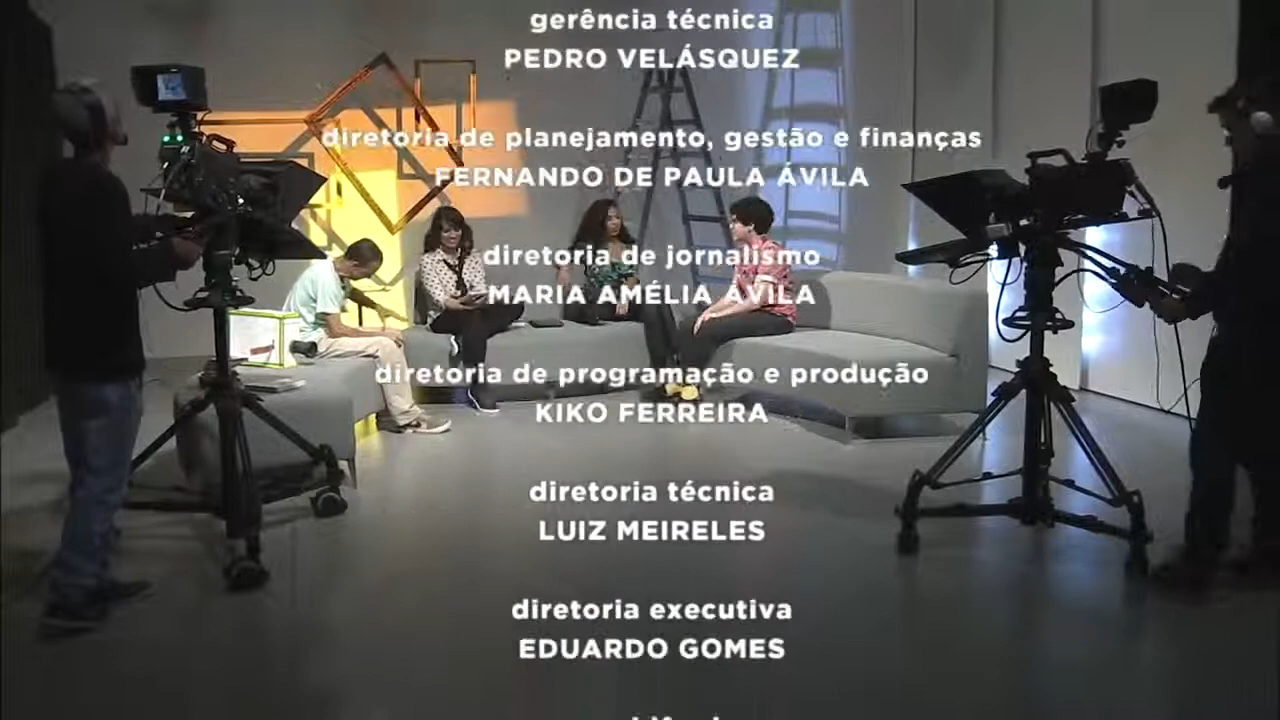 gerência técnica
PEDRO VELÁSQUEZ
diretoria de planejamento, gestão e finanças
FERNANDO DE PAULA ÁVILA
diretoria de jornalismo
MARIA AMÉLIA ÁVILA
diretoria de programação e produção
KIKO FERREIRA
diretoria técnica
LUIZ MEIRELES
diretoria executiva
EDUARDO GOMES